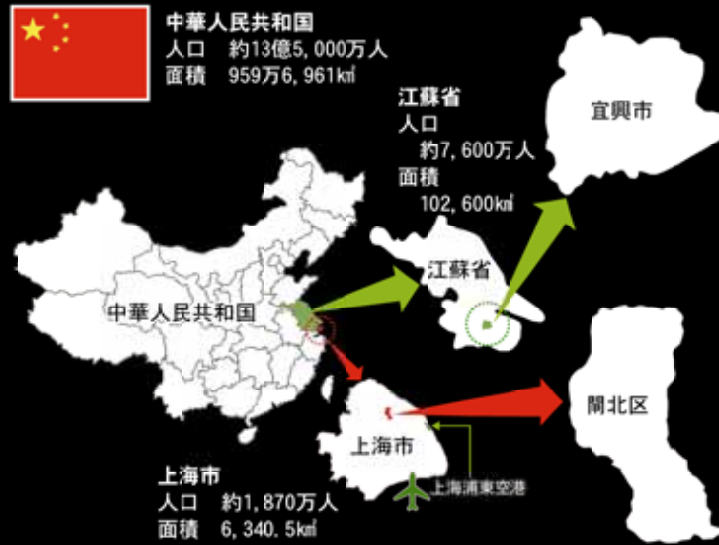 中華人民共和国
人口 約13億5,000万人
面積 959万6,961k㎡
江蘇省
人口
約7,600万人
面積
102,600k㎡
宜興市
江蘇省
中華人民共和国
閘北区
上海市
上海浦東空港
上海市
人口 約1,870万人
面積 6,340.5k㎡